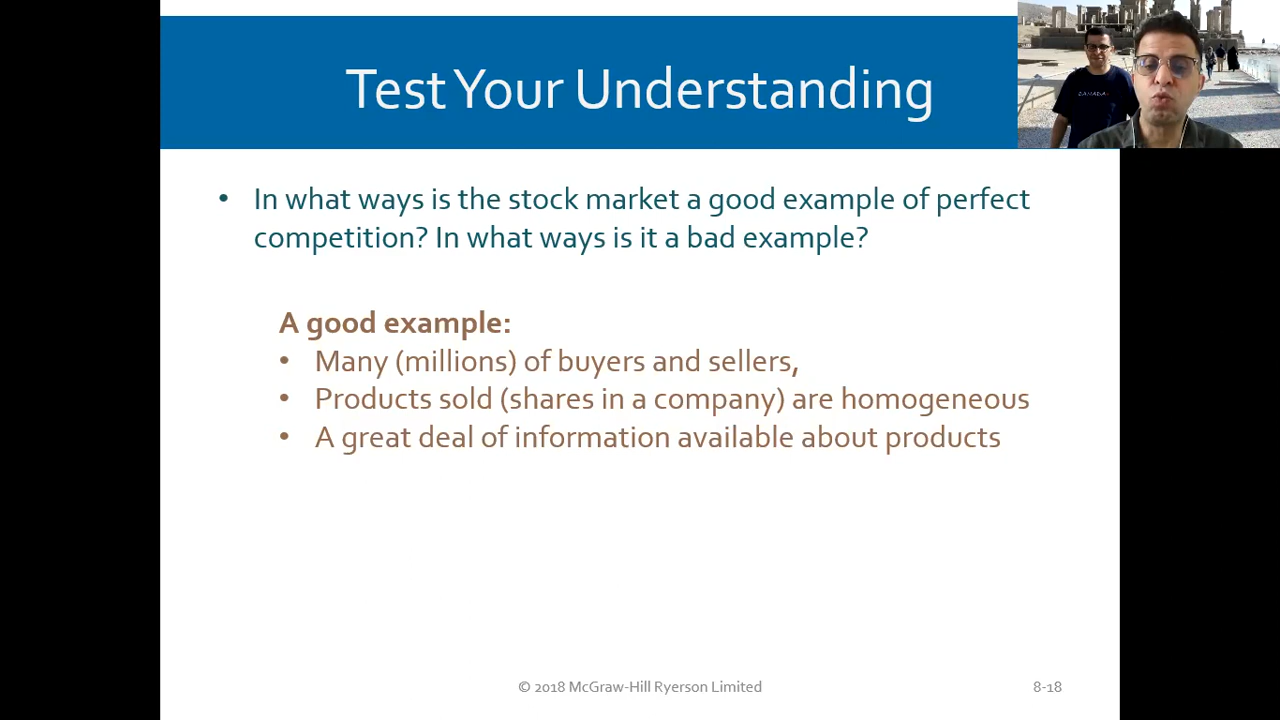 Test Your Understanding
CANADA
• In what ways is the stock market a good example of perfect
competition? In what ways is it a bad example?
A good example:
• Many (millions) of buyers and sellers,
• Products sold (shares in a company) are homogeneous
• A great deal of information available about products
© 2018 McGraw-Hill Ryerson Limited
8-18